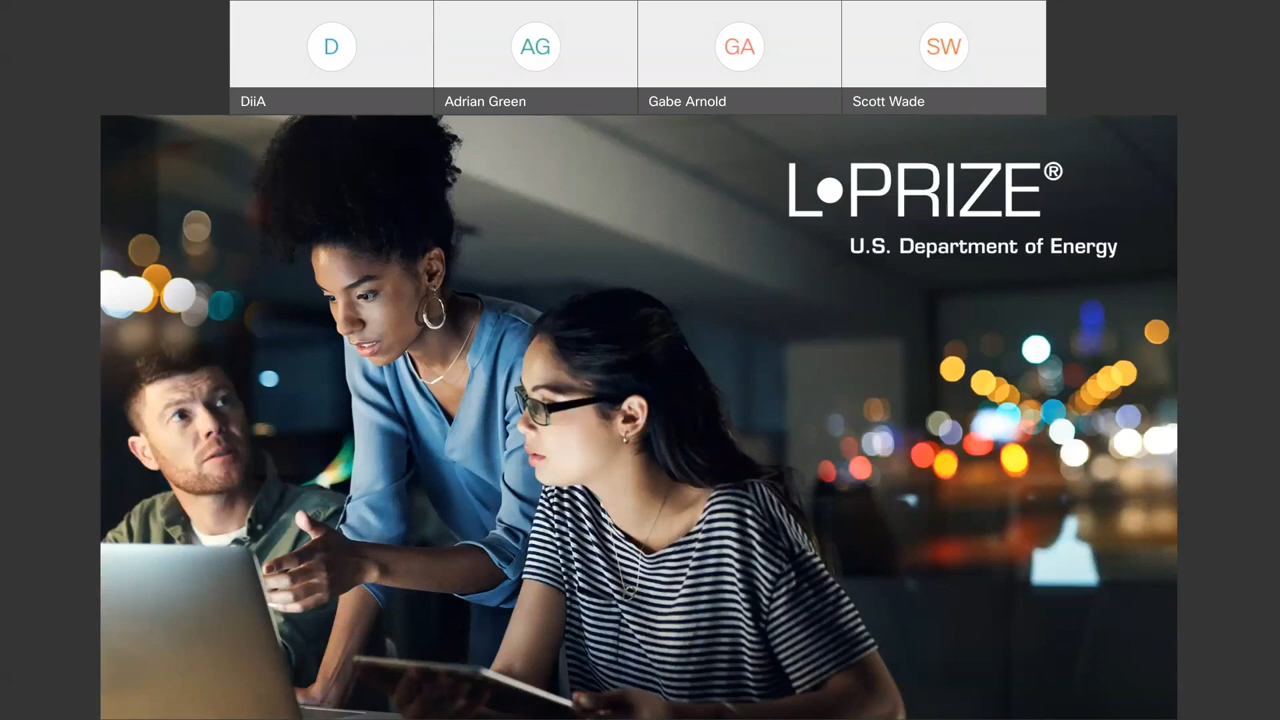 D
AG
GA
SW
DiiA
Adrian Green
Gabe Arnold
Scott Wade
L•PRIZE®
U.S. Department of Energy